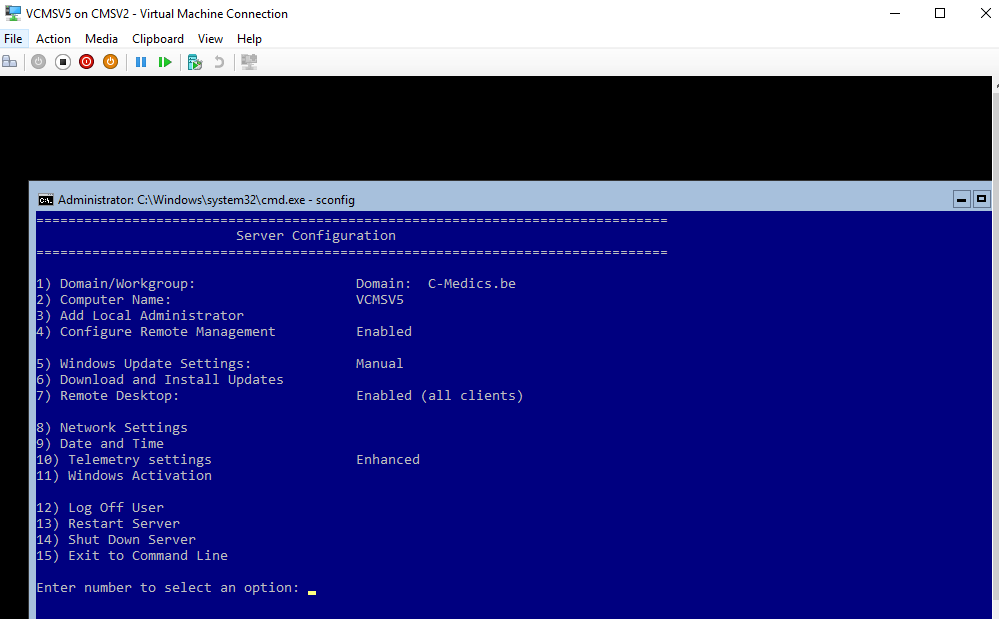 VCMSV5 on CMSV2 - Virtual Machine Connection
File Action Media Clipboard View Help
Administrator: C:\Windows\system32\cmd.exe - sconfig
===============================================================================
Server Configuration
===============================================================================
1) Domain/Workgroup: Domain: C-Medics.be
2) Computer Name: VCMSV5
3) Add Local Administrator
4) Configure Remote Management Enabled
5) Windows Update Settings: Manual
6) Download and Install Updates
7) Remote Desktop: Enabled (all clients)
8) Network Settings
9) Date and Time
10) Telemetry settings Enhanced
11) Windows Activation
12) Log Off User
13) Restart Server
14) Shut Down Server
15) Exit to Command Line
Enter number to select an option: